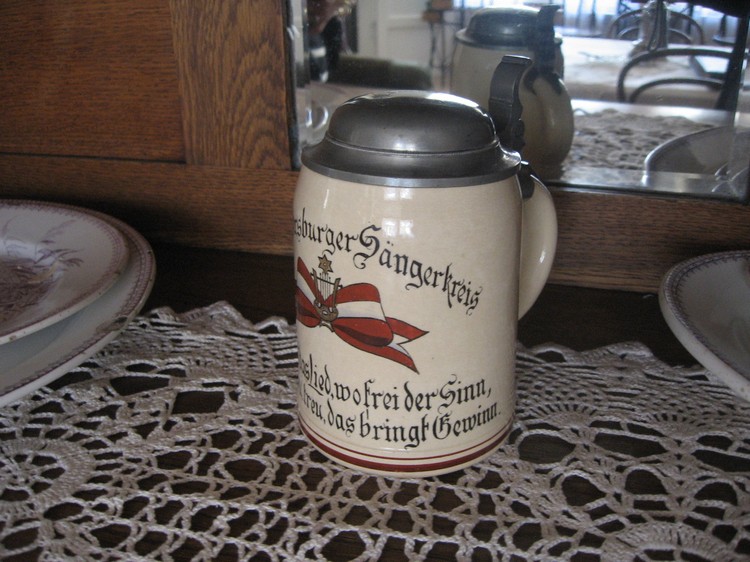 Sängerkreis
wo frei der Sinn,
treu, das bringt Gewinn.